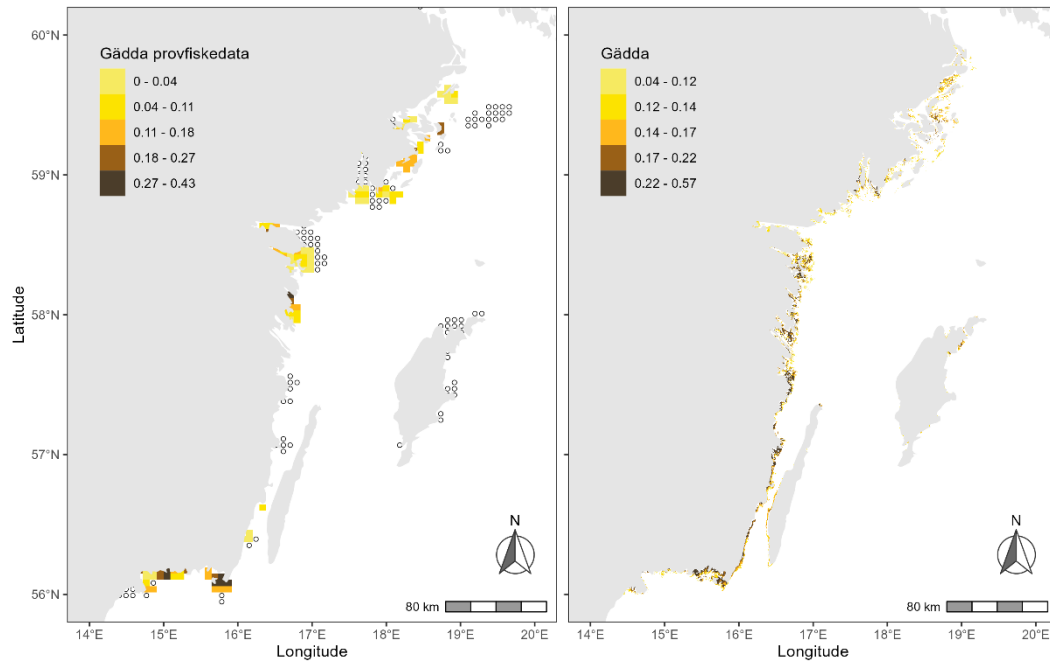 Gädda provfiskedata
0 - 0.04
0.04 - 0.11
0.11 - 0.18
0.18 - 0.27
0.27 - 0.43
60°N
59°N
58°N
57°N
56°N
Latitude
N
80 km
14°E 15°E 16°E 17°E 18°E 19°E 20°E
Longitude
Gädda
0.04 - 0.12
0.12 - 0.14
0.14 - 0.17
0.17 - 0.22
0.22 - 0.57
N
80 km
14°E 15°E 16°E 17°E 18°E 19°E 20°E
Longitude